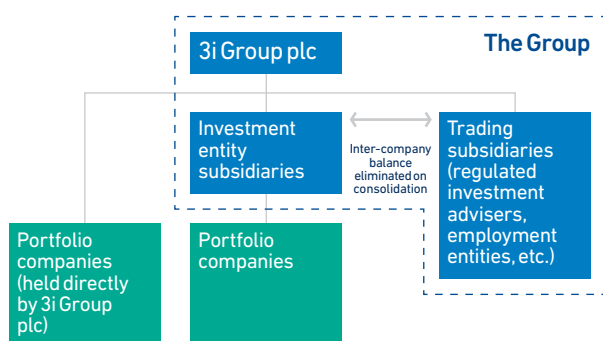 The Group
3i Group plc
Investment
entity
subsidiaries
Inter-company
balance
eliminated on
consolidation
Trading
subsidiaries
(regulated
investment
advisers,
employment
entities, etc.)
Portfolio
companies
(held directly
by 3i Group
plc)
Portfolio
companies